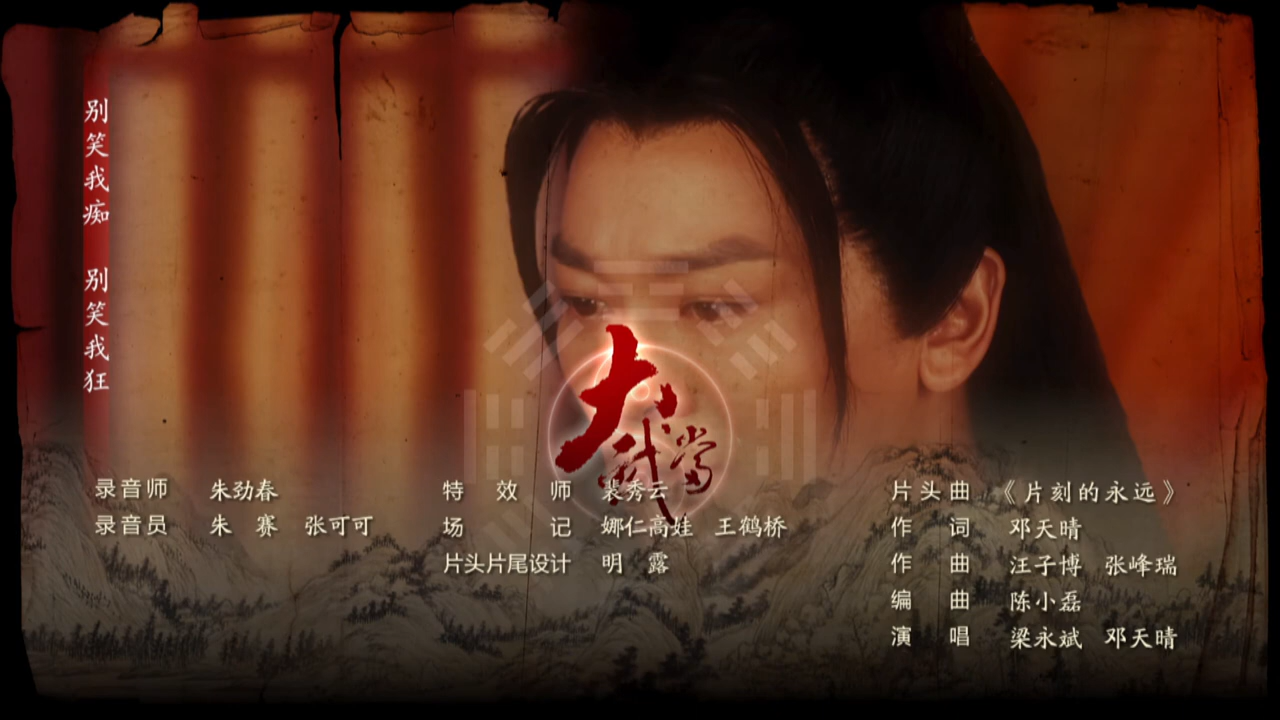 别笑我痴 别笑我狂
大武當
录音师 朱劲春
录音员 朱 赛 张可可
特 效 师 裴秀云
场 记 娜仁高娃 王鹤桥
片头片尾设计 明 露
片头曲 《片刻的永远》
作 词 邓天晴
作 曲 汪子博 张峰瑞
编 曲 陈小磊
演 唱 梁永斌 邓天晴